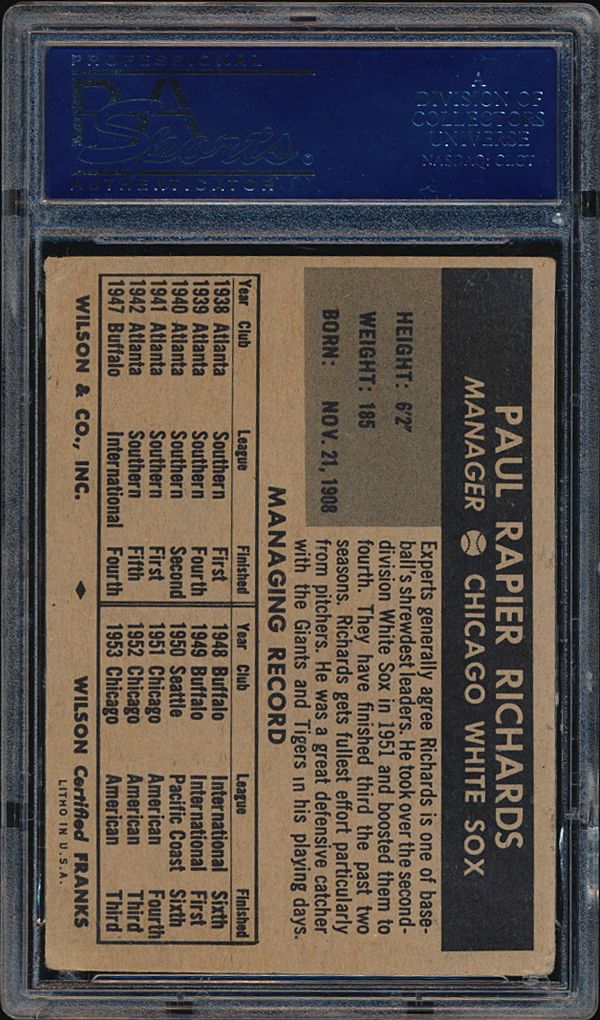 PROFESSIONAL
PSA
Sports®
AUTHENTICATOR
A
DIVISION OF
COLLECTORS
UNIVERSE
NASDAQ: CLCT
PAUL RAPIER RICHARDS
MANAGER CHICAGO WHITE SOX
HEIGHT: 6'2"
WEIGHT: 185
BORN: NOV. 21, 1908
Experts generally agree Richards is one of base-
ball's shrewdest leaders. He took over the second-
division White Sox in 1951 and boosted them to
fourth. They have finished third the past two
seasons. Richards gets fullest effort particularly
from pitchers. He was a great defensive catcher
with the Giants and Tigers in his playing days.
MANAGING RECORD
Year Club League Finished Year Club League Finished
1938 Atlanta Southern First 1948 Buffalo International Sixth
1939 Atlanta Southern Fourth 1949 Buffalo International First
1940 Atlanta Southern Second 1950 Seattle Pacific Coast Sixth
1941 Atlanta Southern First 1951 Chicago American Fourth
1942 Atlanta Southern Fifth 1952 Chicago American Third
1947 Buffalo International Fourth 1953 Chicago American Third
WILSON & CO., INC. ♦ WILSON Certified FRANKS
LITHO IN U.S.A.